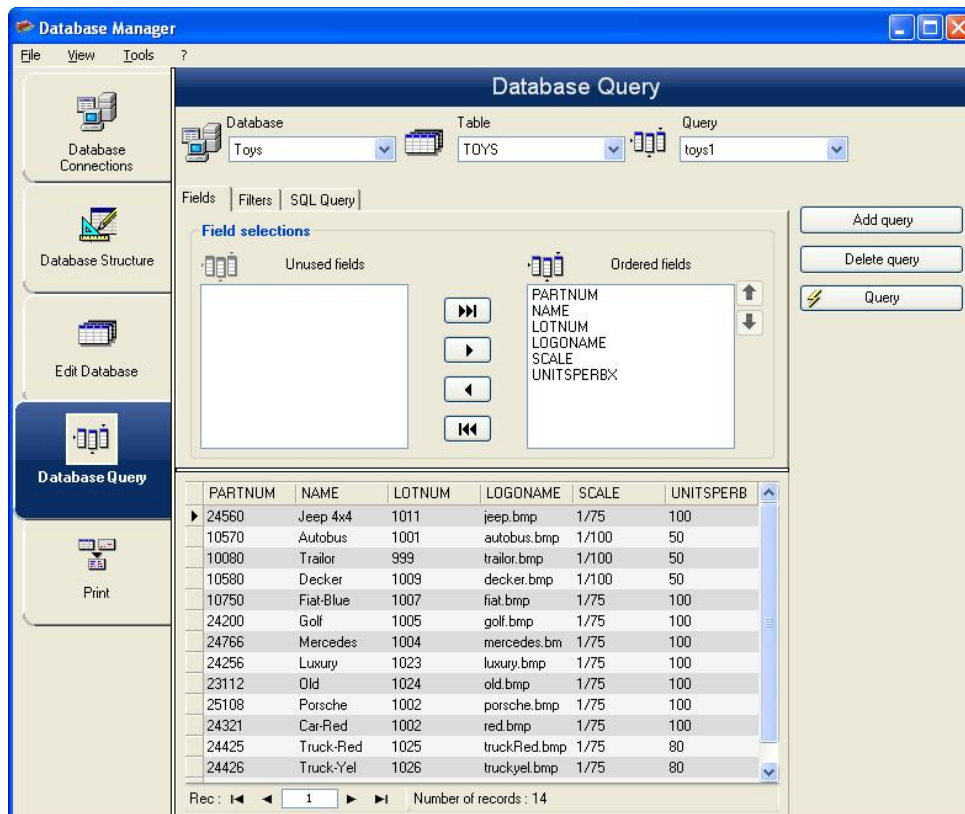 Database Manager
File View Tools ?
Database Query
Database Connections
Database Structure
Edit Database
Database Query
Print
Database Table Query
Toys TOYS toys1
Fields Filters SQL Query
Field selections
Unused fields Ordered fields
PARTNUM
NAME
LOTNUM
LOGONAME
SCALE
UNITSPERBX
Add query
Delete query
Query
PARTNUM NAME LOTNUM LOGONAME SCALE UNITSPERB
24560 Jeep 4x4 1011 jeep.bmp 1/75 100
10570 Autobus 1001 autobus.bmp 1/100 50
10080 Trailor 999 trailor.bmp 1/100 50
10580 Decker 1009 decker.bmp 1/100 50
10750 Fiat-Blue 1007 fiat.bmp 1/75 100
24200 Golf 1005 golf.bmp 1/75 100
24766 Mercedes 1004 mercedes.bm 1/75 100
24256 Luxury 1023 luxury.bmp 1/75 100
23112 Old 1024 old.bmp 1/75 100
25108 Porsche 1002 porsche.bmp 1/75 100
24321 Car-Red 1002 red.bmp 1/75 100
24425 Truck-Red 1025 truckRed.bmp 1/75 80
24426 Truck-Yel 1026 truckyel.bmp 1/75 80
Rec : 1 Number of records : 14